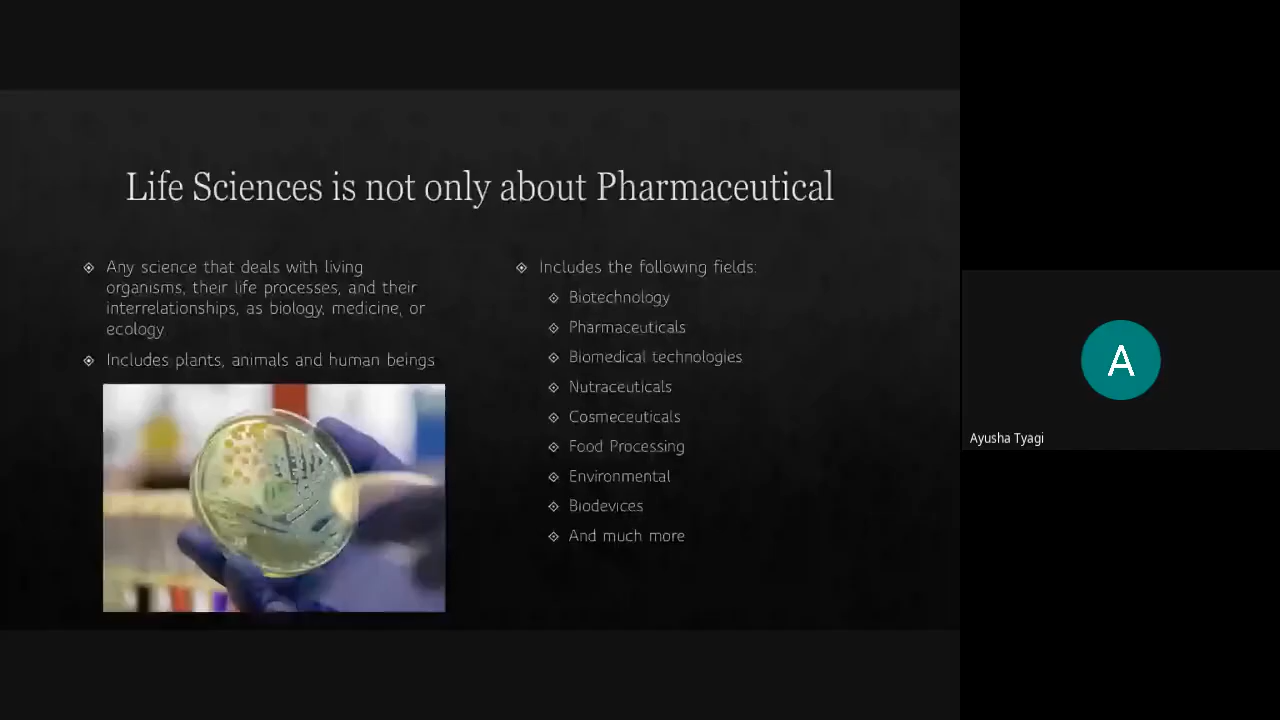 Life Sciences is not only about Pharmaceutical
Any science that deals with living
organisms, their life processes, and their
interrelationships, as biology, medicine, or
ecology.
Includes plants, animals and human beings
Includes the following fields:
Biotechnology
Pharmaceuticals
Biomedical technologies
Nutraceuticals
Cosmeceuticals
Food Processing
Environmental
Biodevices
And much more
A
Ayusha Tyagi